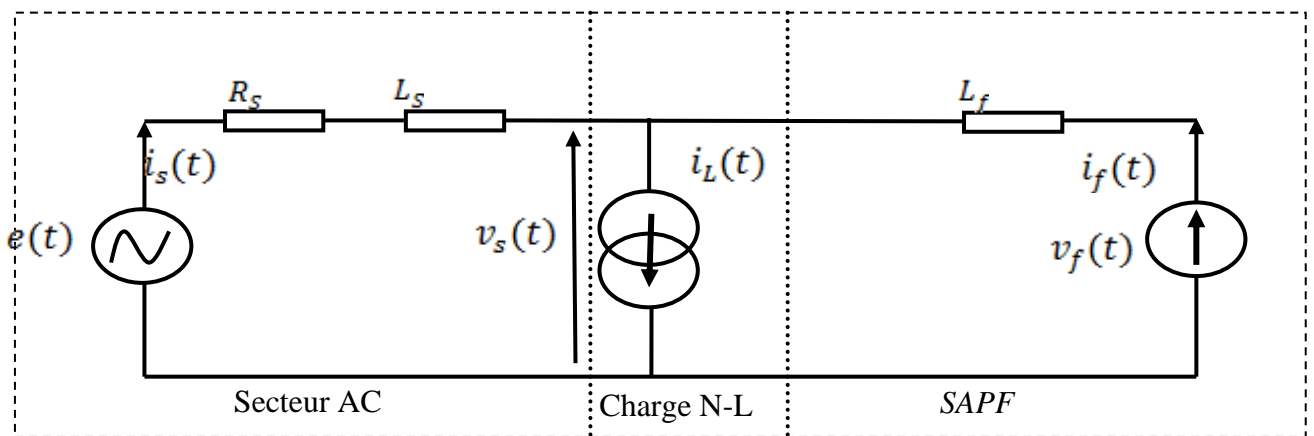 R_s
L_s
L_f
i_s(t)
i_L(t)
i_f(t)
e(t)
v_s(t)
v_f(t)
Secteur AC
Charge N-L
SAPF